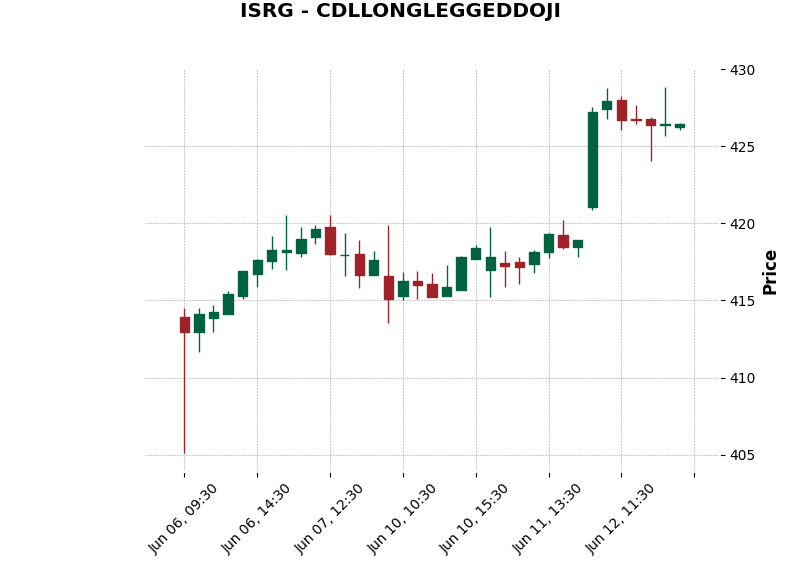 ISRG - CDLLONGLEGGEDDOJI
430
425
420
415
410
405
Price
Jun 06, 09:30
Jun 06, 14:30
Jun 07, 12:30
Jun 10, 10:30
Jun 10, 15:30
Jun 11, 13:30
Jun 12, 11:30